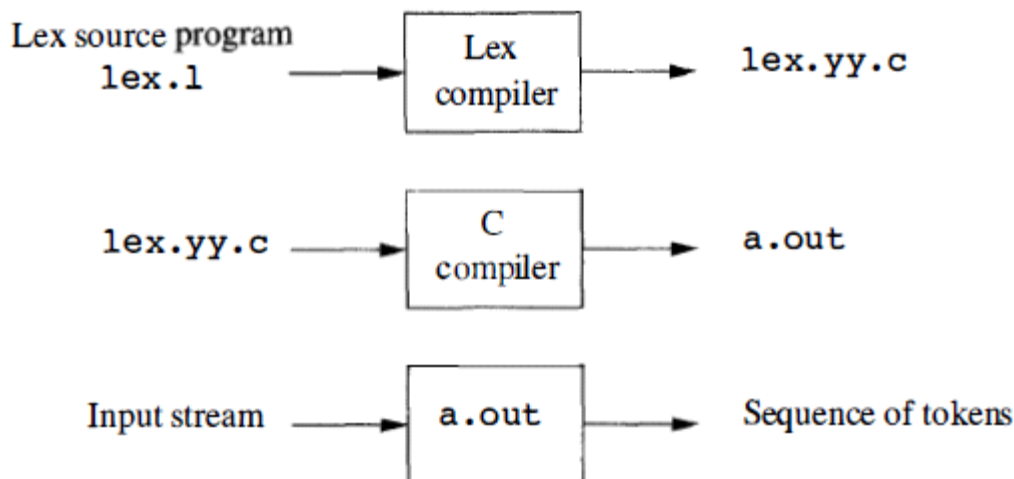 Lex source program
lex.l
Lex
compiler
lex.yy.c
lex.yy.c
C
compiler
a.out
Input stream
a.out
Sequence of tokens